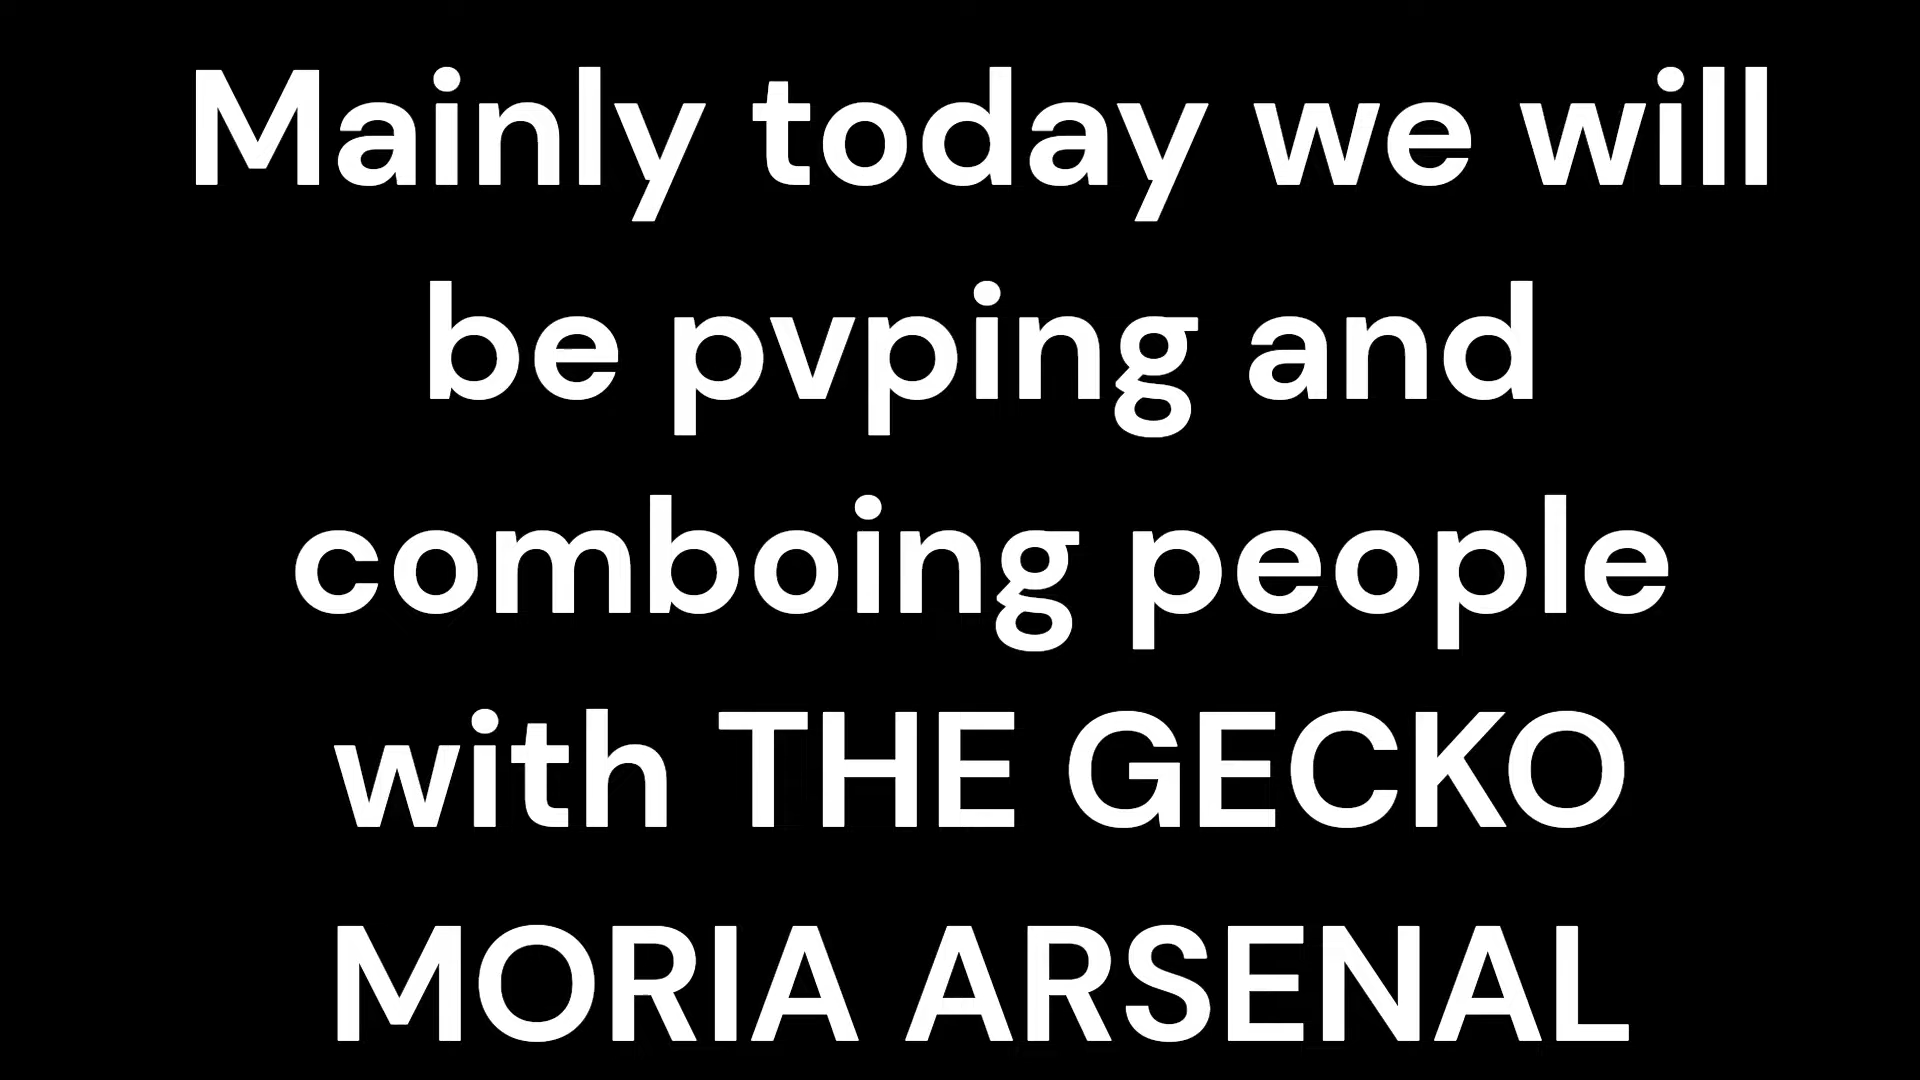 Mainly today we will
be pvping and
comboing people
with THE GECKO
MORIA ARSENAL